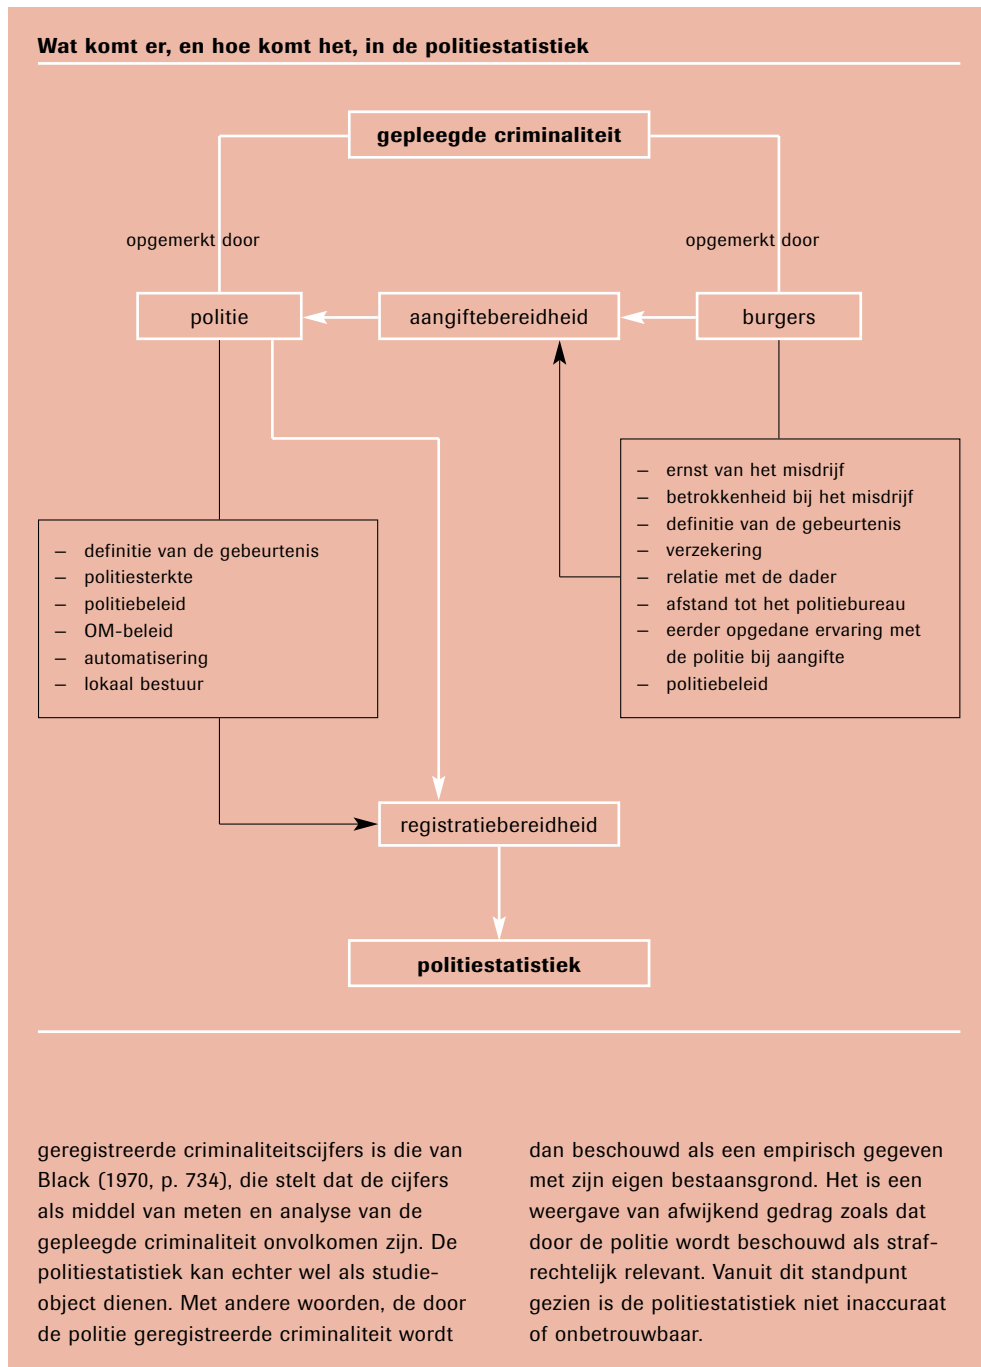 Wat komt er, en hoe komt het, in de politiestatistiek
gepleegde criminaliteit
opgemerkt door
opgemerkt door
politie
aangiftebereidheid
burgers
– ernst van het misdrijf
– betrokkenheid bij het misdrijf
– definitie van de gebeurtenis
– verzekering
– relatie met de dader
– afstand tot het politiebureau
– eerder opgedane ervaring met
de politie bij aangifte
– politiebeleid
– definitie van de gebeurtenis
– politiesterkte
– politiebeleid
– OM-beleid
– automatisering
– lokaal bestuur
registratiebereidheid
politiestatistiek
geregistreerde criminaliteitscijfers is die van
Black (1970, p. 734), die stelt dat de cijfers
als middel van meten en analyse van de
gepleegde criminaliteit onvolkomen zijn. De
politiestatistiek kan echter wel als studie-
object dienen. Met andere woorden, de door
de politie geregistreerde criminaliteit wordt
dan beschouwd als een empirisch gegeven
met zijn eigen bestaansgrond. Het is een
weergave van afwijkend gedrag zoals dat
door de politie wordt beschouwd als straf-
rechtelijk relevant. Vanuit dit standpunt
gezien is de politiestatistiek niet inaccuraat
of onbetrouwbaar.